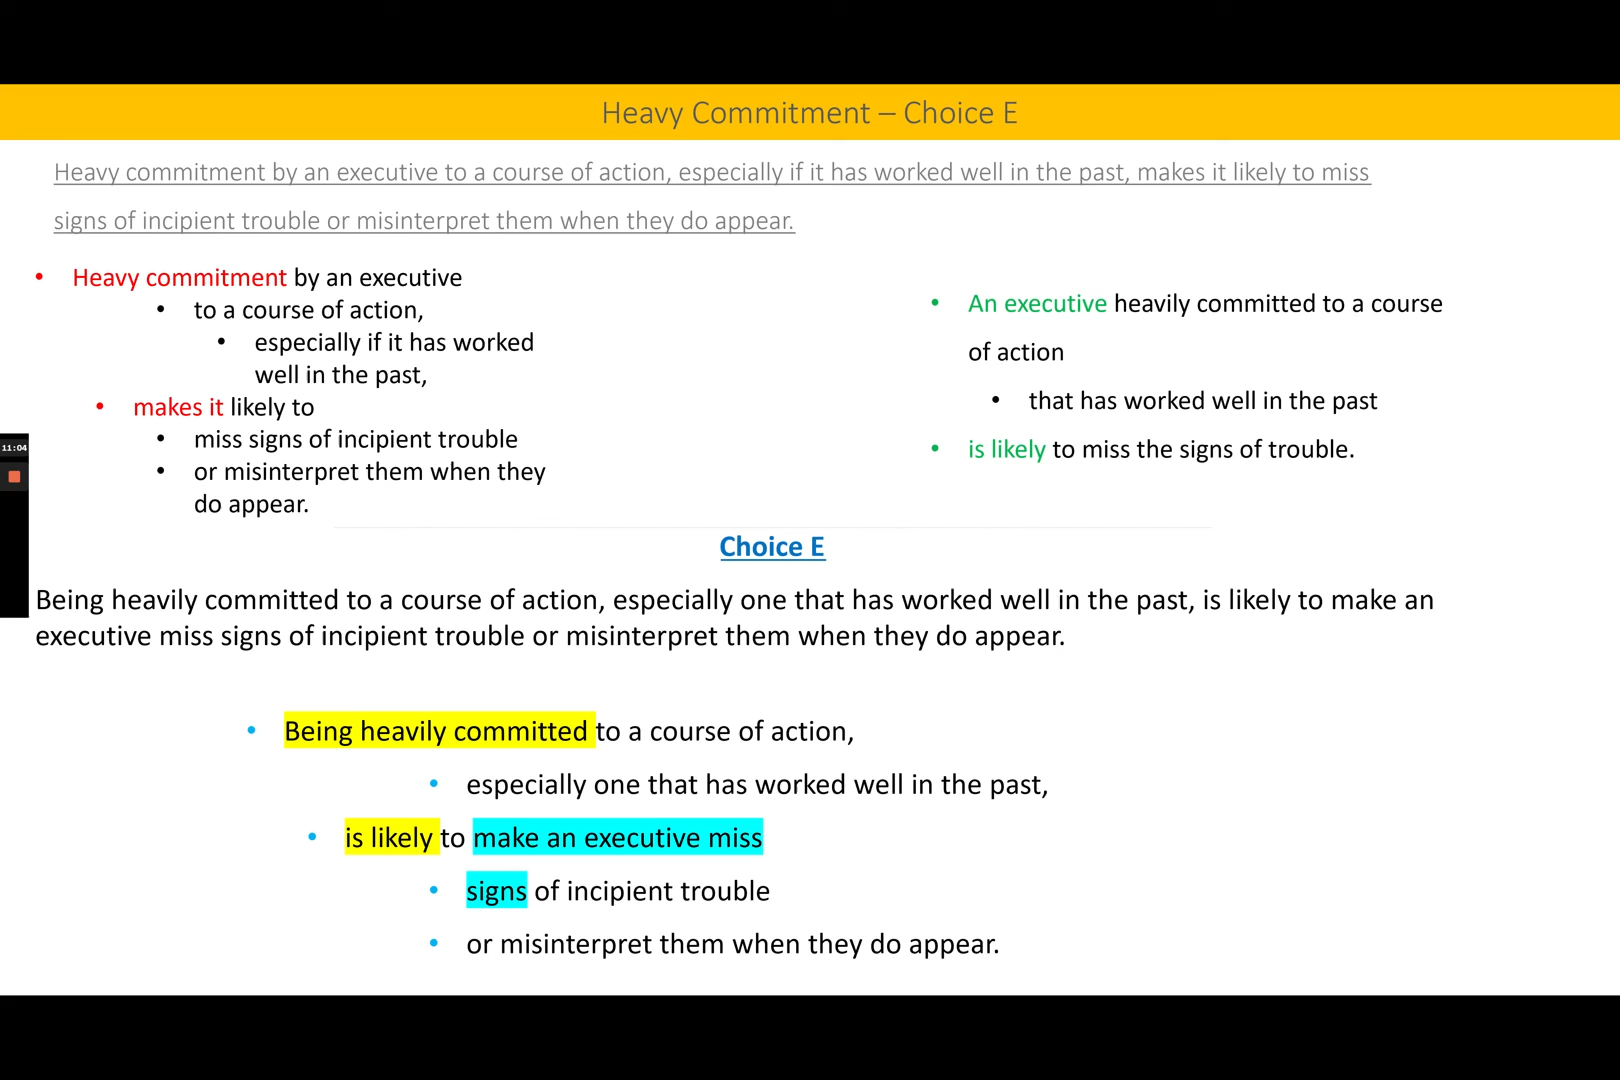 Heavy Commitment – Choice E
Heavy commitment by an executive to a course of action, especially if it has worked well in the past, makes it likely to miss
signs of incipient trouble or misinterpret them when they do appear.
• Heavy commitment by an executive
• to a course of action,
• especially if it has worked
well in the past,
• makes it likely to
• miss signs of incipient trouble
• or misinterpret them when they
do appear.
• An executive heavily committed to a course
of action
• that has worked well in the past
• is likely to miss the signs of trouble.
11:04
Choice E
Being heavily committed to a course of action, especially one that has worked well in the past, is likely to make an
executive miss signs of incipient trouble or misinterpret them when they do appear.
• Being heavily committed to a course of action,
• especially one that has worked well in the past,
• is likely to make an executive miss
• signs of incipient trouble
• or misinterpret them when they do appear.